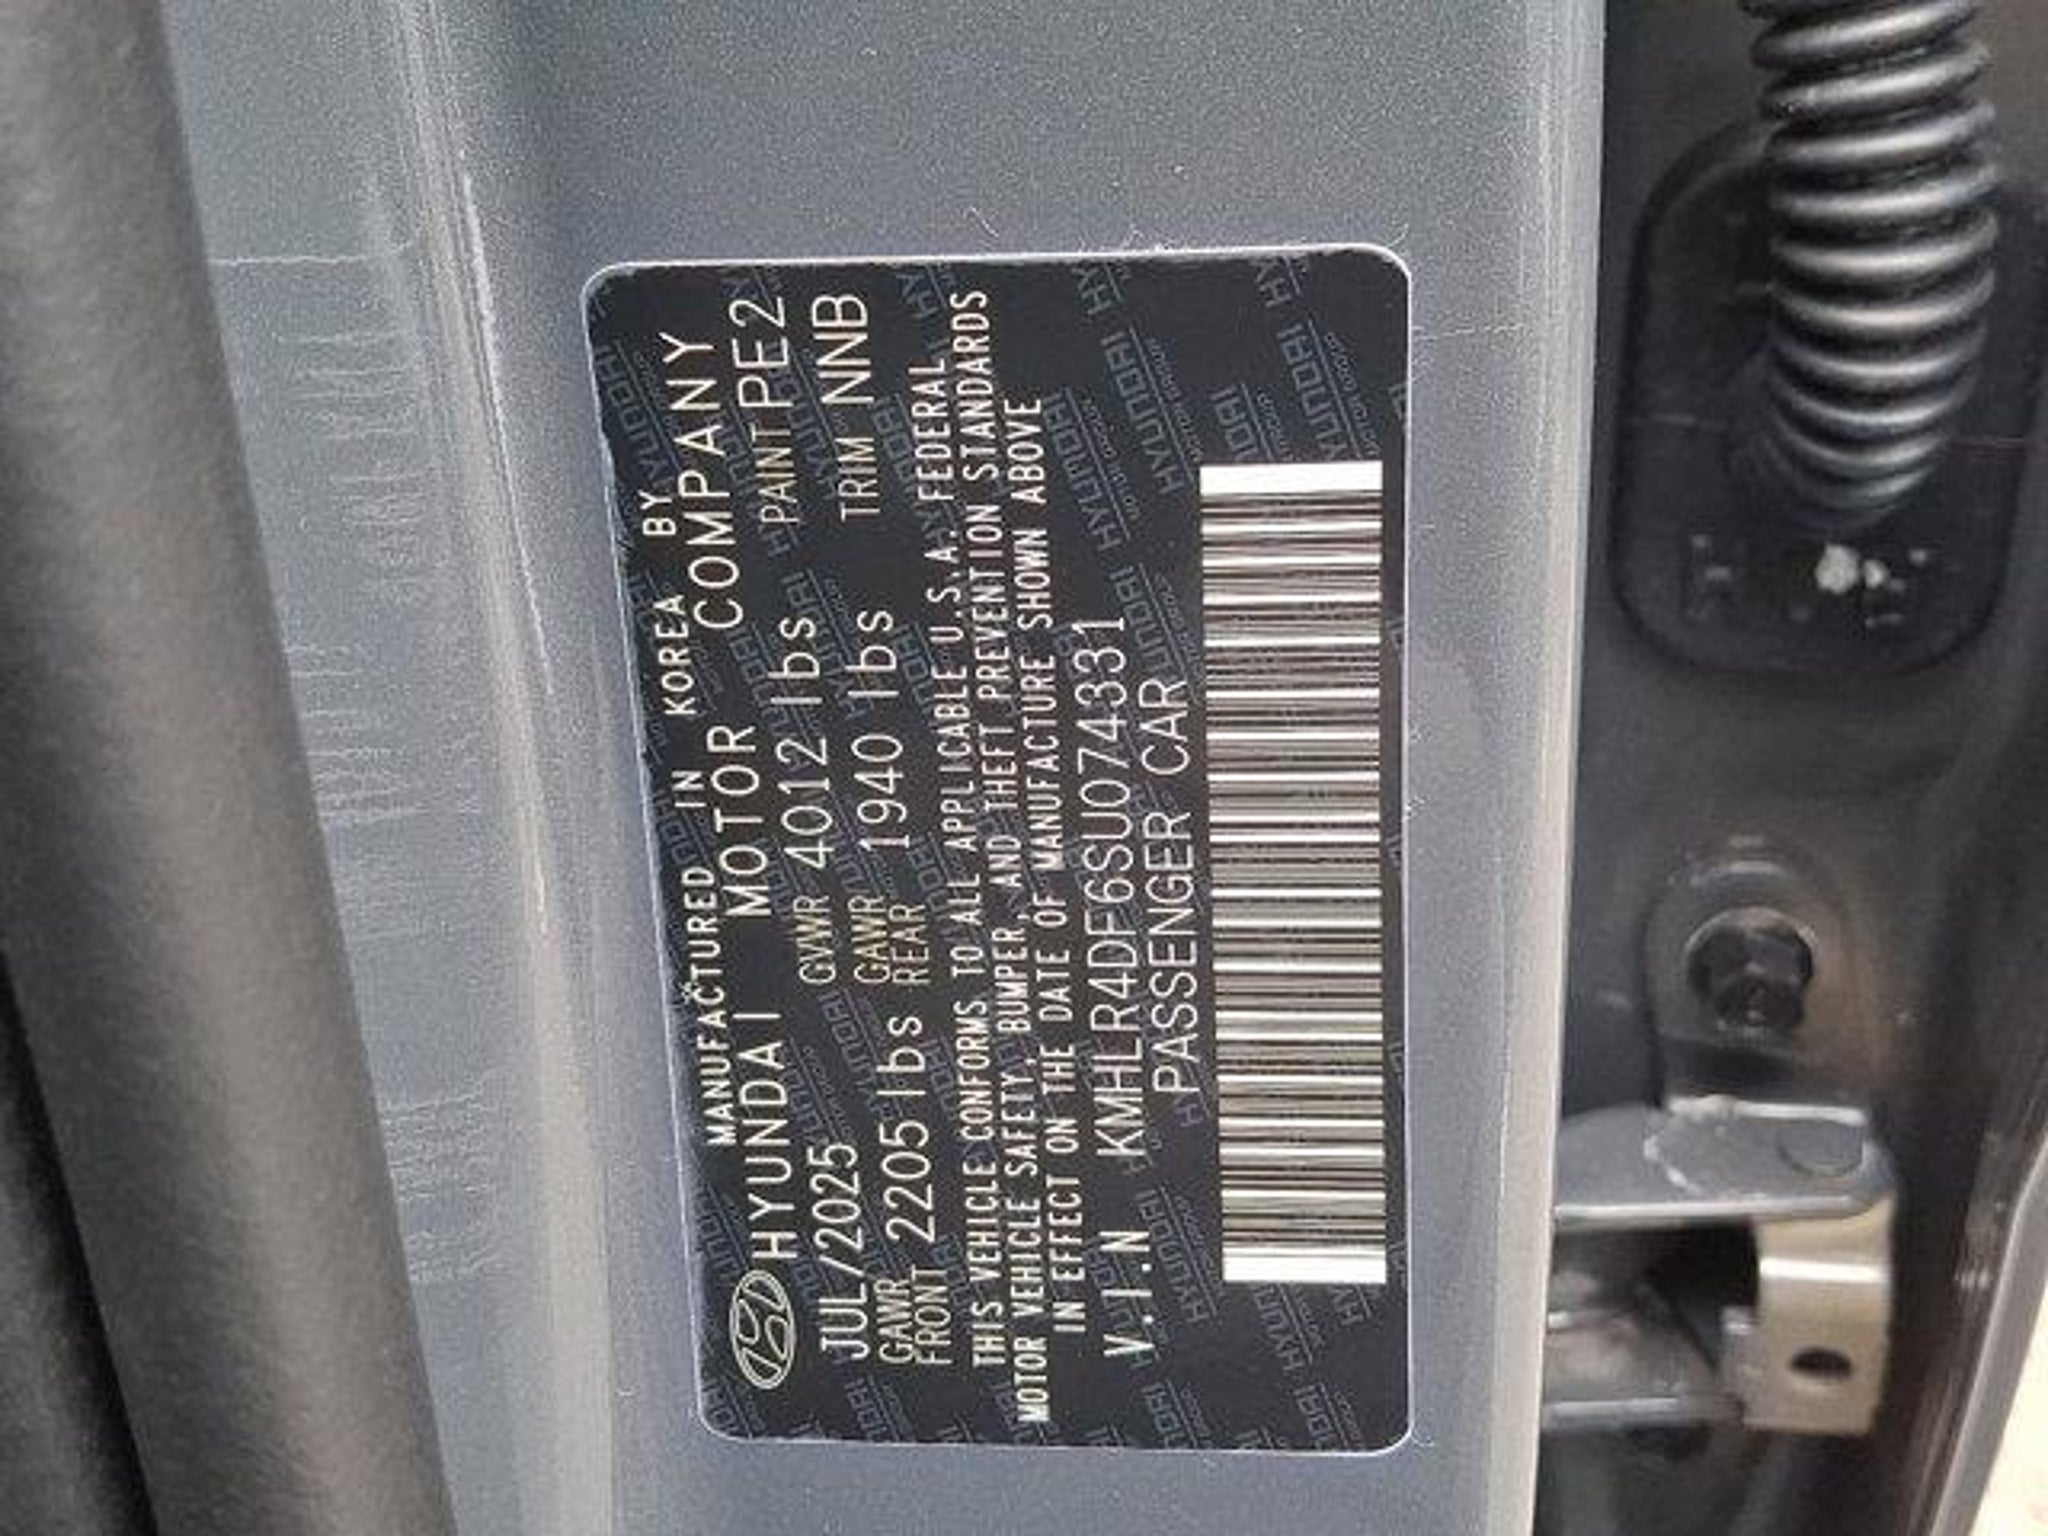 MANUFACTURED IN KOREA BY
HYUNDAI MOTOR COMPANY
JUL/2025 GVWR 4012 lbs PAINT PE2
GAWR FRONT 2205 lbs GAWR REAR 1940 lbs TRIM NNB
THIS VEHICLE CONFORMS TO ALL APPLICABLE U.S.A. FEDERAL
MOTOR VEHICLE SAFETY, BUMPER, AND THEFT PREVENTION STANDARDS
IN EFFECT ON THE DATE OF MANUFACTURE SHOWN ABOVE
V.I.N KMHLR4DF6SU074331
PASSENGER CAR